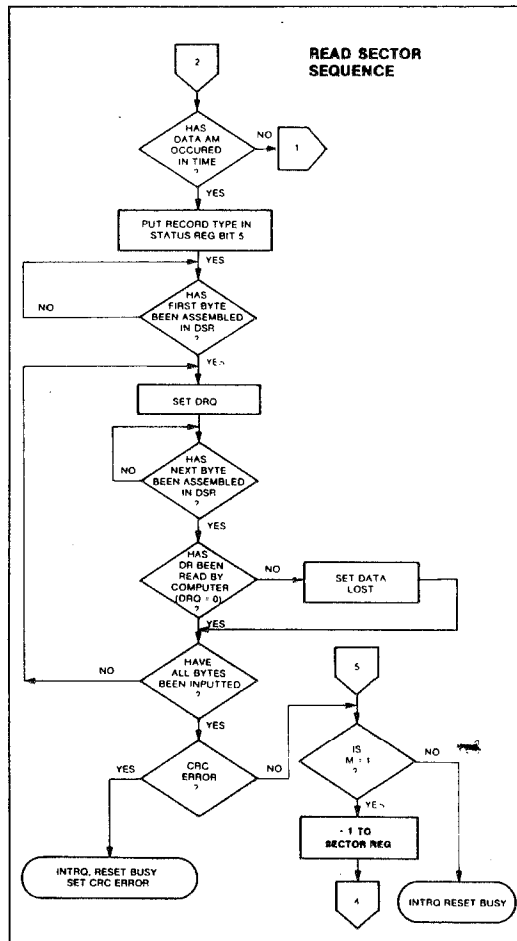 READ SECTOR
SEQUENCE
2
HAS
DATA AM
OCCURED
IN TIME
?
NO
1
YES
PUT RECORD TYPE IN
STATUS REG BIT 5
YES
HAS
FIRST BYTE
BEEN ASSEMBLED
IN DSR
?
NO
YES
SET DRQ
HAS
NEXT BYTE
BEEN ASSEMBLED
IN DSR
?
NO
YES
HAS
DR BEEN
READ BY
COMPUTER
(DRQ = 0)
?
NO
SET DATA
LOST
YES
HAVE
ALL BYTES
BEEN INPUTTED
?
NO
YES
CRC
ERROR
?
YES
NO
INTRQ, RESET BUSY
SET CRC ERROR
5
IS
M = 1
?
NO
YES
1 TO
SECTOR REG
4
INTRQ RESET BUSY